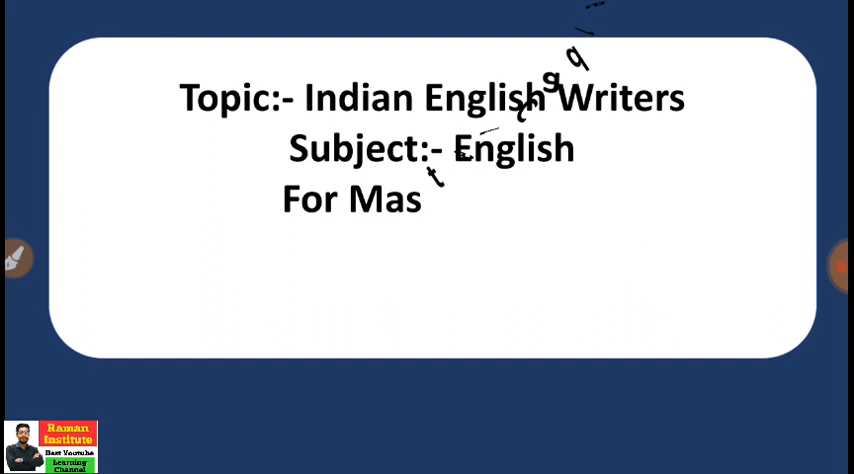 Topic:- Indian English Writers
Subject:- English
For Mas
Raman
Institute
Best Youtube
Learning
Channel